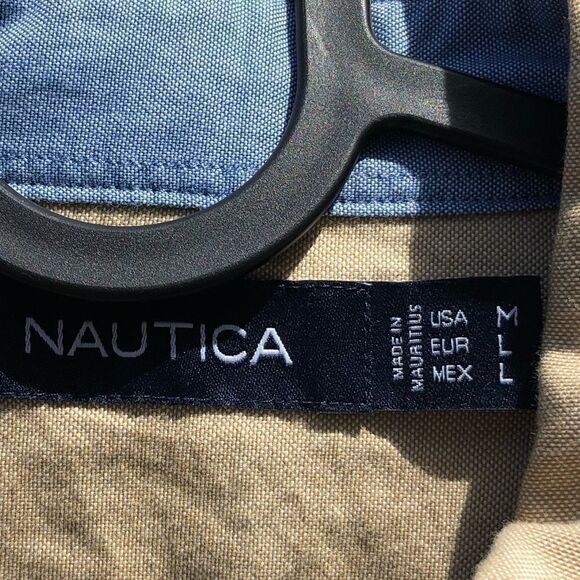 NAUTICA
MADE IN
MAURITIUS
USA M
EUR L
MEX L